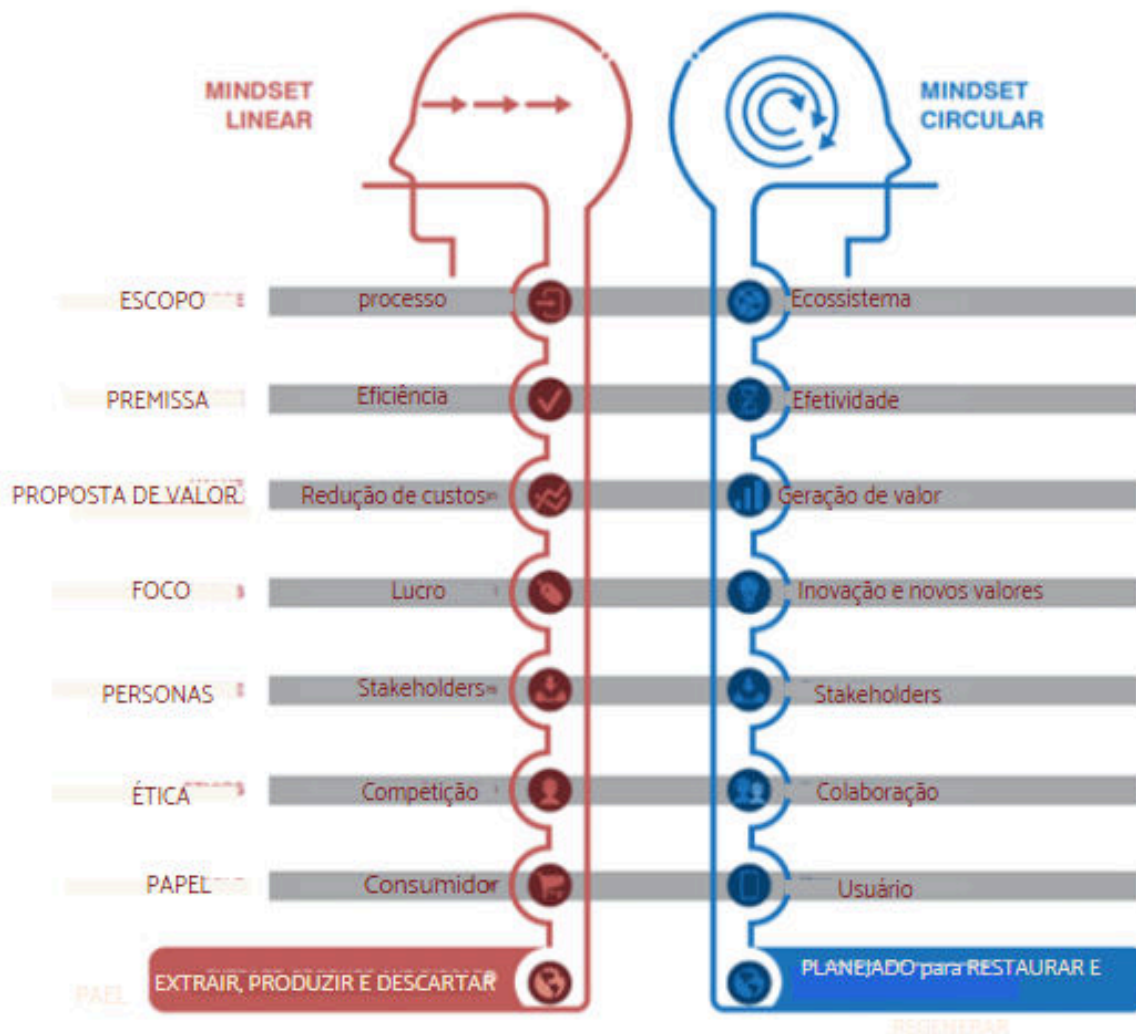 MINDSET
LINEAR
MINDSET
CIRCULAR
ESCOPO processo Ecossistema
PREMISSA Eficiência Efetividade
PROPOSTA DE VALOR Redução de custos Geração de valor
FOCO Lucro Inovação e novos valores
PERSONAS Stakeholders Stakeholders
ÉTICA Competição Colaboração
PAPEL Consumidor Usuário
EXTRAIR, PRODUZIR E DESCARTAR PLANEJADO para RESTAURAR E
PAEL REGENERAR